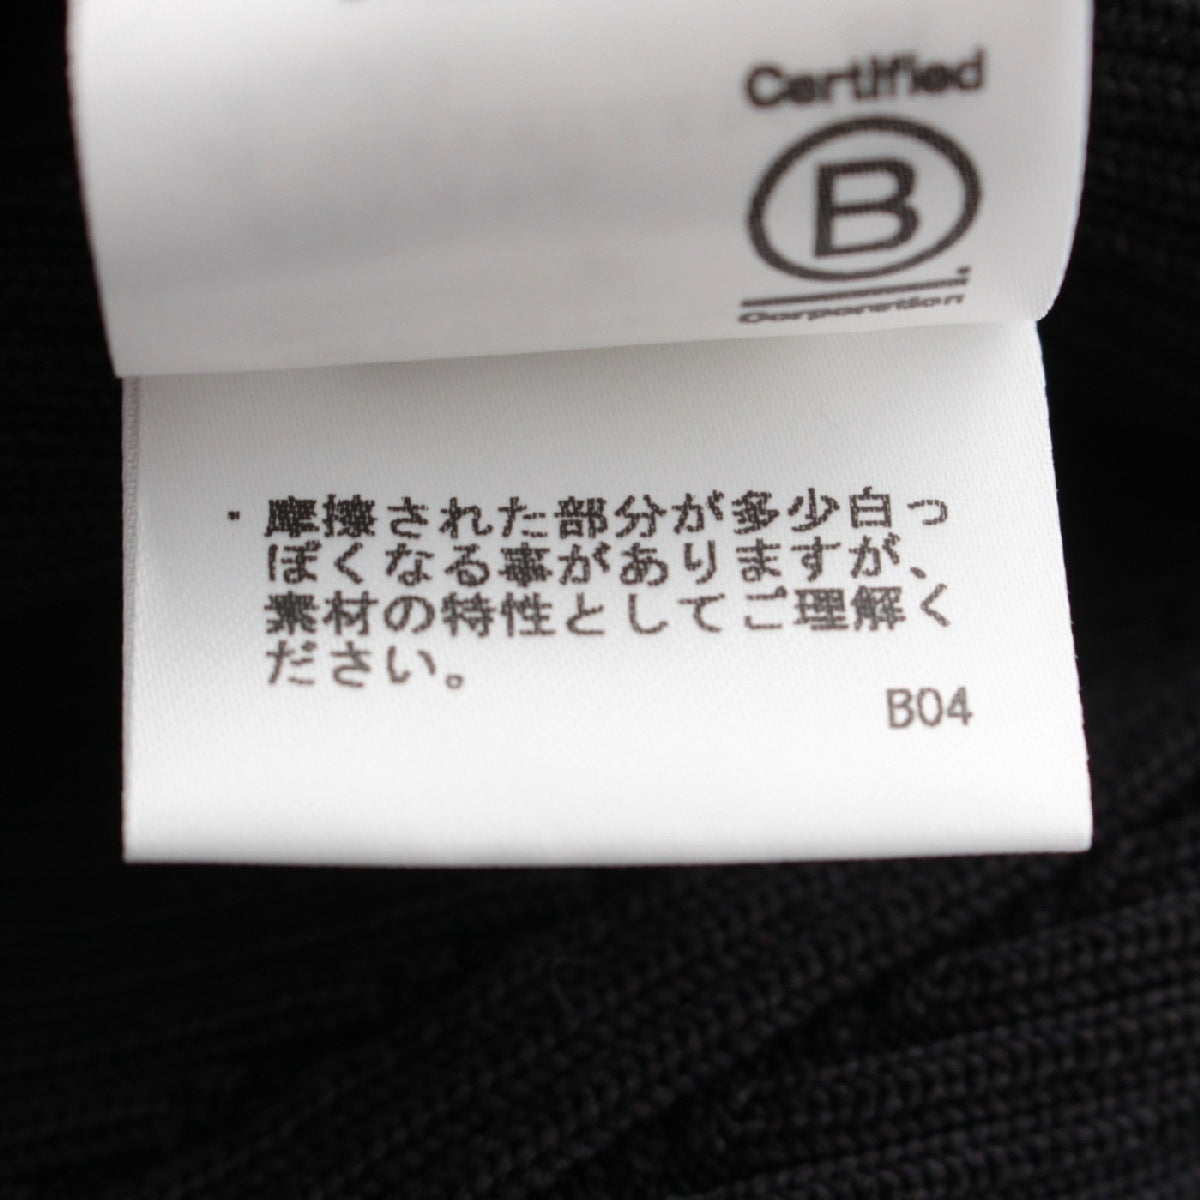 Certified
B
Corporation
・摩擦された部分が多少白っ
ぽくなる事がありますが、
素材の特性としてご理解く
ださい。
B04